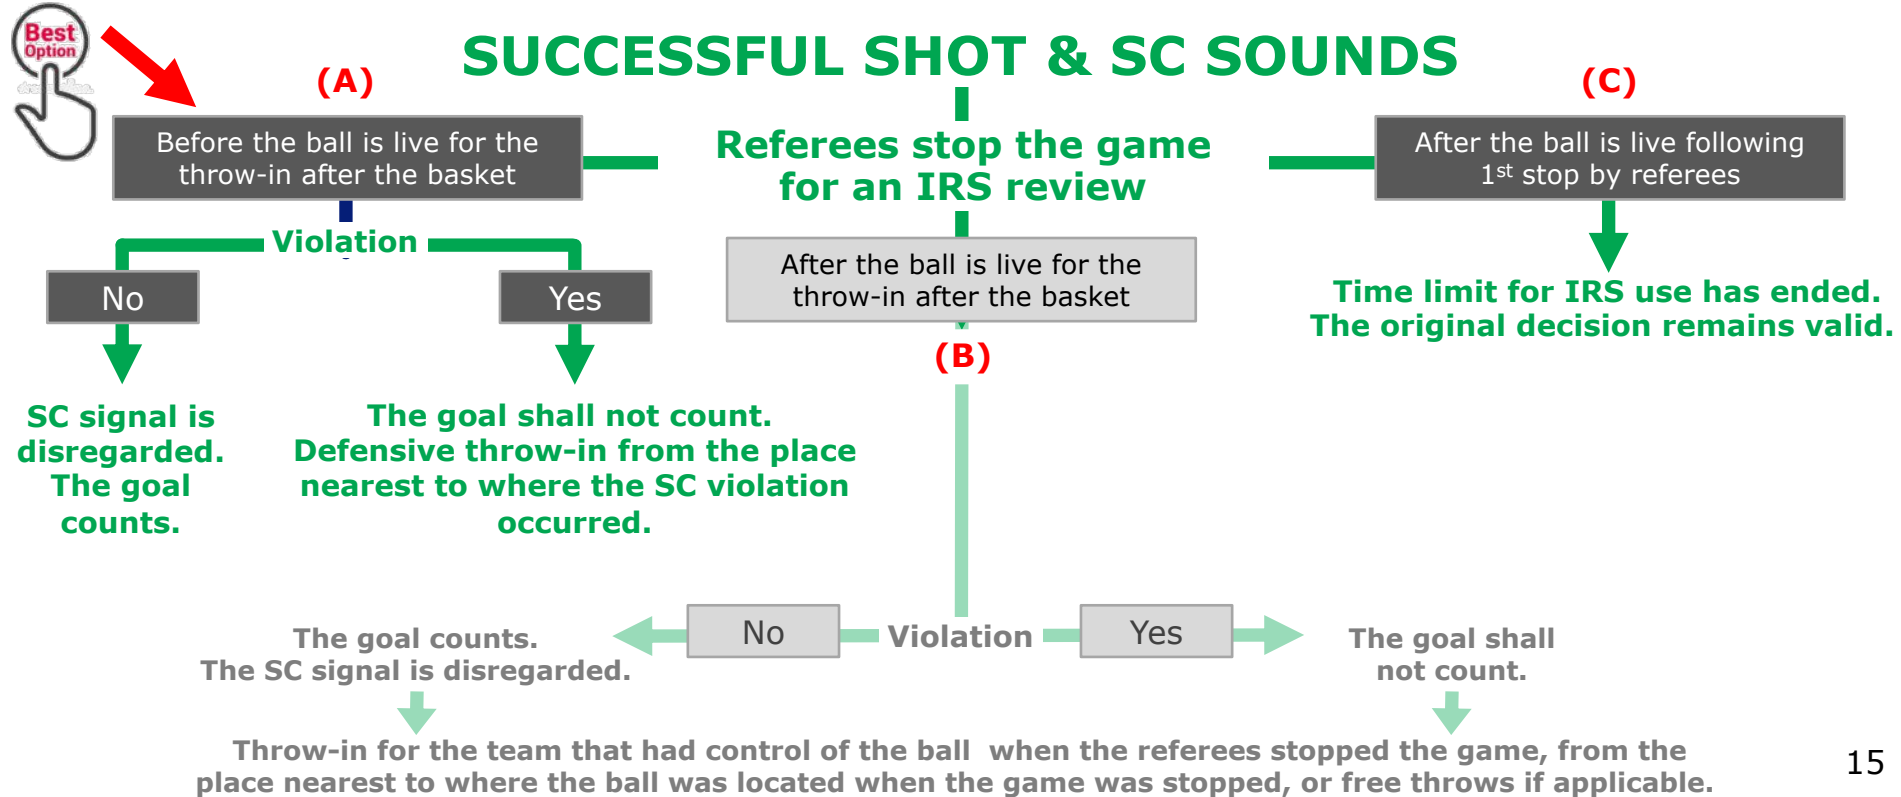 Best
Option
SUCCESSFUL SHOT & SC SOUNDS
(A)
(C)
Before the ball is live for the
throw-in after the basket
Referees stop the game
for an IRS review
After the ball is live following
1st stop by referees
Violation
No
Yes
After the ball is live for the
throw-in after the basket
(B)
Time limit for IRS use has ended.
The original decision remains valid.
SC signal is
disregarded.
The goal
counts.
The goal shall not count.
Defensive throw-in from the place
nearest to where the SC violation
occurred.
No
Violation
Yes
The goal counts.
The SC signal is disregarded.
The goal shall
not count.
Throw-in for the team that had control of the ball when the referees stopped the game, from the
place nearest to where the ball was located when the game was stopped, or free throws if applicable.
15